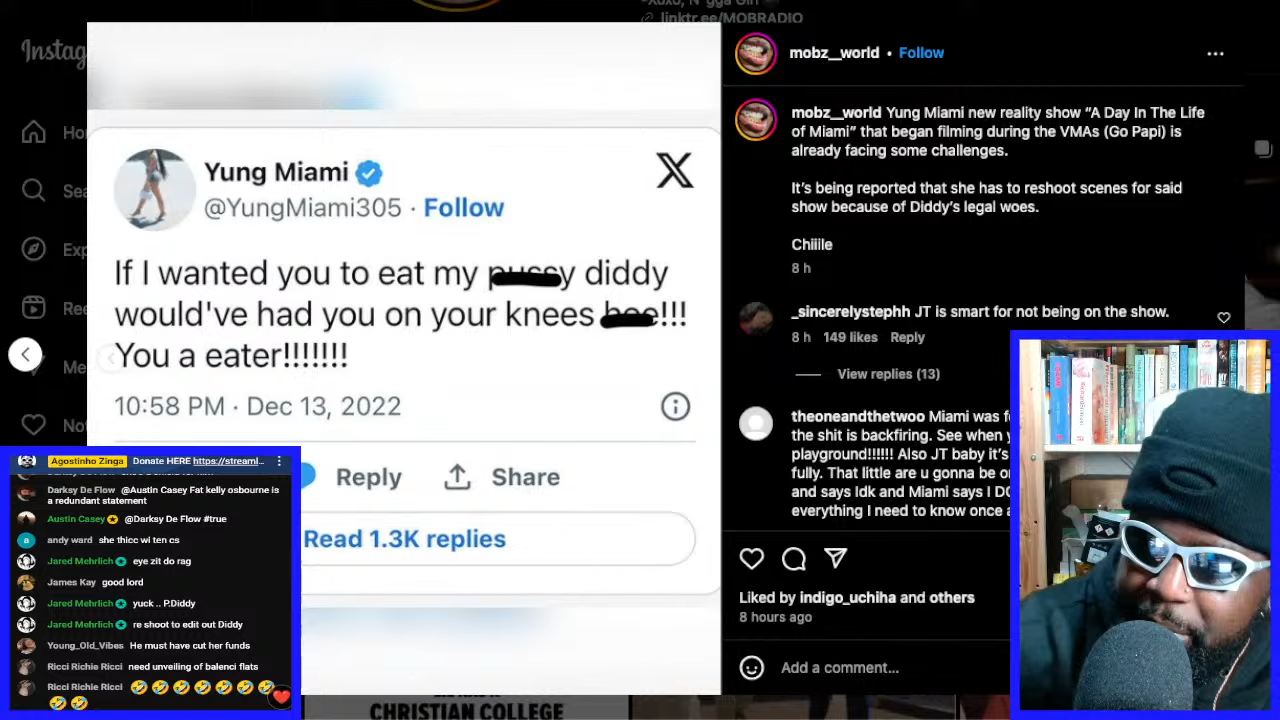 linktr.ee/MOBRADIO
Yung Miami
@YungMiami305 · Follow
If I wanted you to eat my pussy diddy
would've had you on your knees hoe!!!
You a eater!!!!!!!
10:58 PM · Dec 13, 2022
Reply
Share
Read 1.3K replies
CHRISTIAN COLLEGE
mobz__world • Follow
mobz__world Yung Miami new reality show “A Day In The Life
of Miami” that began filming during the VMAs (Go Papi) is
already facing some challenges.
It’s being reported that she has to reshoot scenes for said
show because of Diddy’s legal woes.
Chiiile
8 h
_sincerelystephh JT is smart for not being on the show.
8 h 149 likes Reply
View replies (13)
theoneandthetwoo Miami was
the shit is backfiring. See when
playground!!!!!! Also JT baby it's
fully. That little are u gonna be
and says Idk and Miami says I
everything I need to know once
Liked by indigo_uchiha and others
8 hours ago
Add a comment...
Agostinho Zinga Donate HERE https://streaml...
Darksy De Flow @Austin Casey Fat kelly osbourne is
a redundant statement
Austin Casey @Darksy De Flow #true
andy ward she thicc wi ten cs
Jared Mehrlich eye zit do rag
James Kay good lord
Jared Mehrlich yuck .. P.Diddy
Jared Mehrlich re shoot to edit out Diddy
Young_Old_Vibes He must have cut her funds
Ricci Richie Ricci need unveiling of balenci flats
Ricci Richie Ricci 🤣🤣🤣🤣🤣🤣🤣
🤣🤣